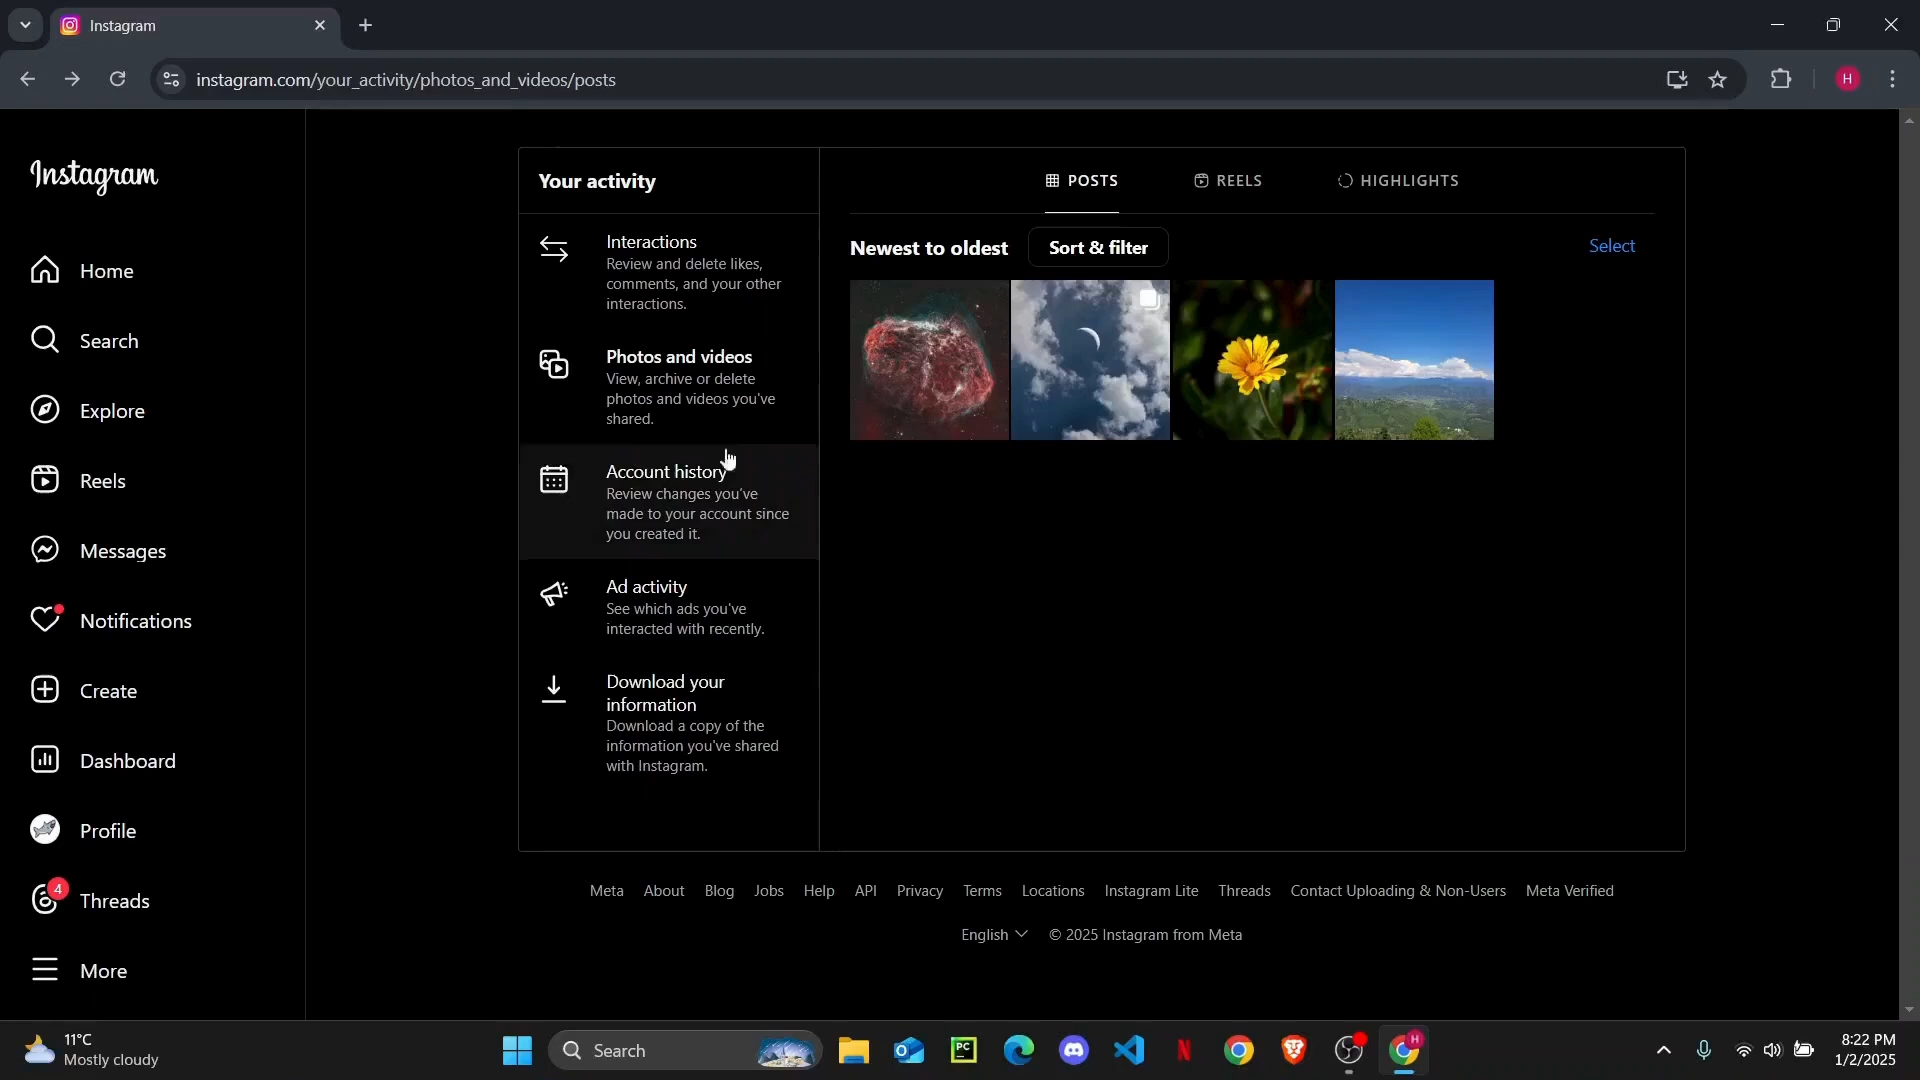 Instagram
instagram.com/your_activity/photos_and_videos/posts
H
Instagram
Home
Search
Explore
Reels
Messages
Notifications
Create
Dashboard
Profile
4
Threads
More
Your activity
Interactions
Review and delete likes,
comments, and your other
interactions.
Photos and videos
View, archive or delete
photos and videos you've
shared.
Account history
Review changes you've
made to your account since
you created it.
Ad activity
See which ads you've
interacted with recently.
Download your
information
Download a copy of the
information you've shared
with Instagram.
POSTS REELS HIGHLIGHTS
Newest to oldest Sort & filter Select
Meta About Blog Jobs Help API Privacy Terms Locations Instagram Lite Threads Contact Uploading & Non-Users Meta Verified
English © 2025 Instagram from Meta
11°C
Mostly cloudy
Search
PC
N
H
8:22 PM
1/2/2025